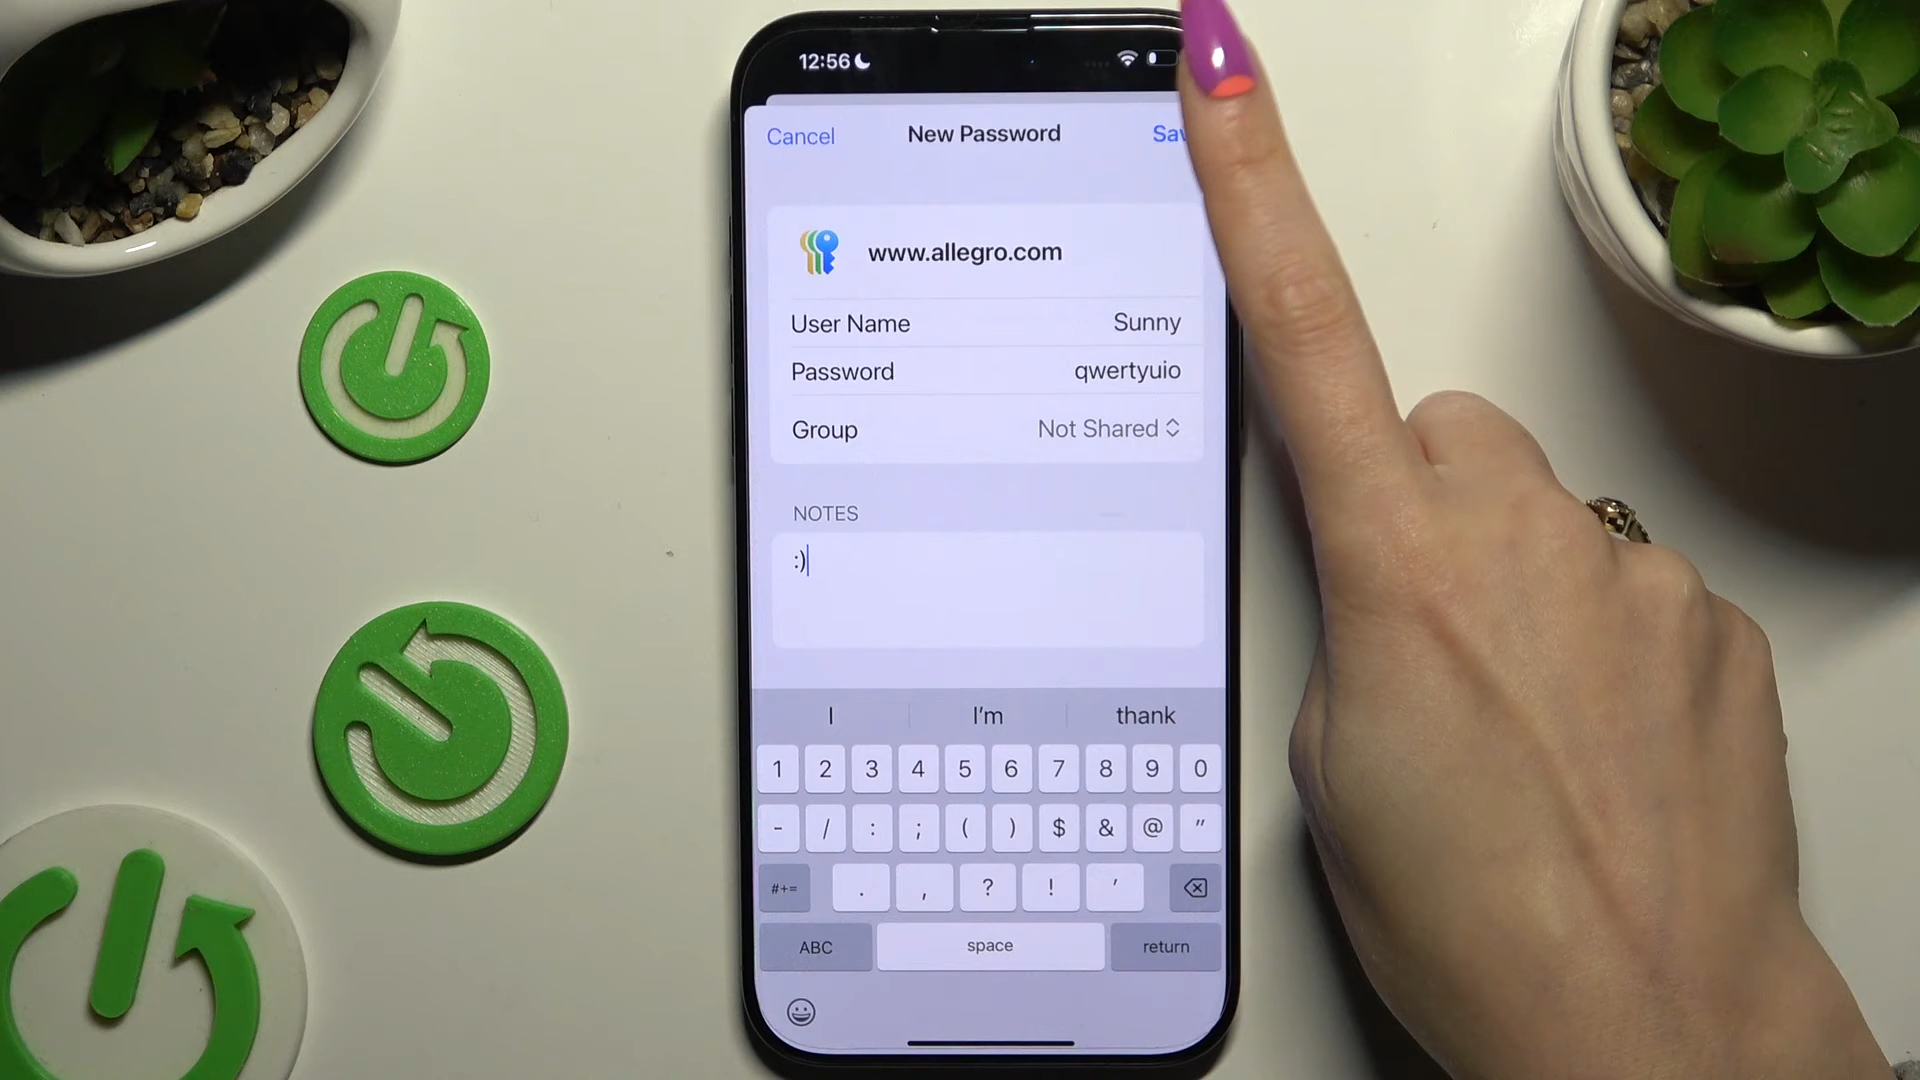 12:56
Cancel New Password Sav
www.allegro.com
User Name Sunny
Password qwertyuio
Group Not Shared
NOTES
:)
I I'm thank
1 2 3 4 5 6 7 8 9 0
- / : ; ( ) $ & @ "
#+= . , ? ! '
ABC space return